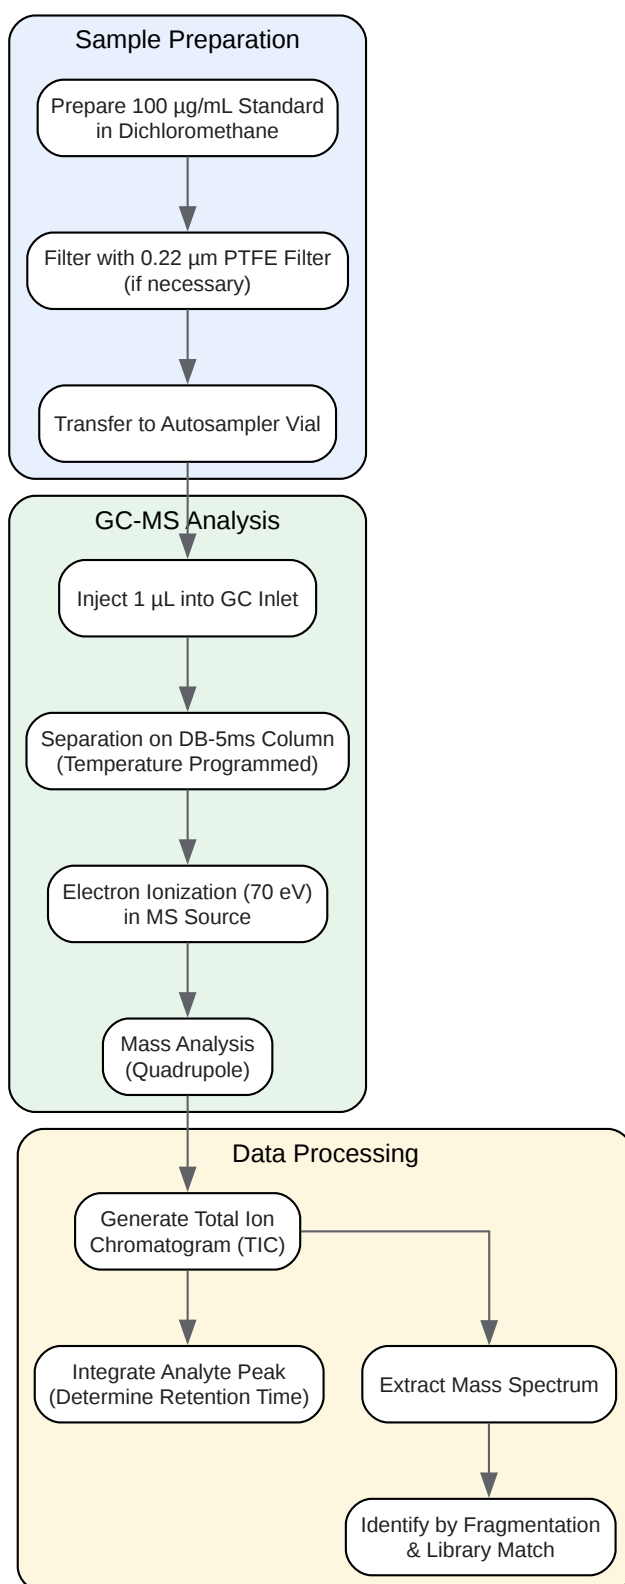 Sample Preparation
Prepare 100 µg/mL Standard
in Dichloromethane
Filter with 0.22 µm PTFE Filter
(if necessary)
Transfer to Autosampler Vial
GC-MS Analysis
Inject 1 µL into GC Inlet
Separation on DB-5ms Column
(Temperature Programmed)
Electron Ionization (70 eV)
in MS Source
Mass Analysis
(Quadrupole)
Data Processing
Generate Total Ion
Chromatogram (TIC)
Integrate Analyte Peak
(Determine Retention Time)
Extract Mass Spectrum
Identify by Fragmentation
& Library Match